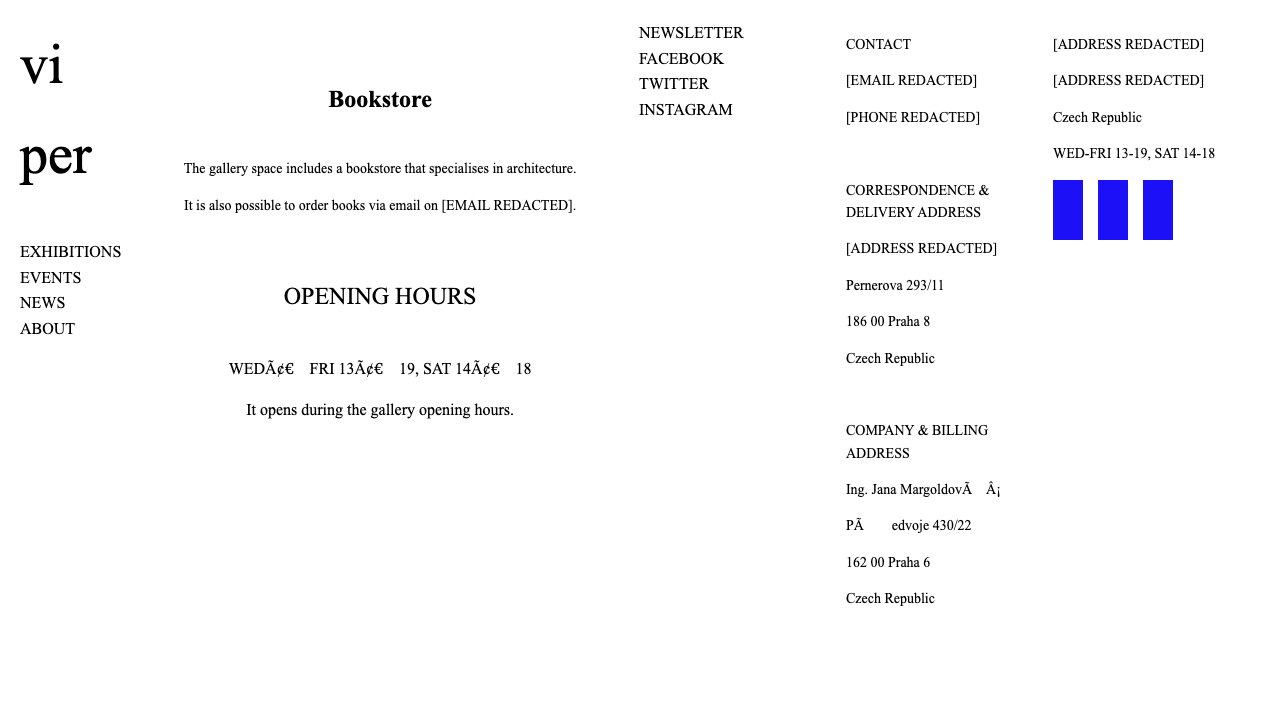 vi
per
EXHIBITIONS
EVENTS
NEWS
ABOUT
Bookstore
The gallery space includes a bookstore that specialises in architecture.
It is also possible to order books via email on [EMAIL REDACTED].
OPENING HOURS
WEDÃ¢€ FRI 13Ã¢€ 19, SAT 14Ã¢€ 18
It opens during the gallery opening hours.
NEWSLETTER
FACEBOOK
TWITTER
INSTAGRAM
CONTACT
[EMAIL REDACTED]
[PHONE REDACTED]
CORRESPONDENCE &
DELIVERY ADDRESS
[ADDRESS REDACTED]
Pernerova 293/11
186 00 Praha 8
Czech Republic
COMPANY & BILLING
ADDRESS
Ing. Jana MargoldovÃ Â¡
PÃ edvoje 430/22
162 00 Praha 6
Czech Republic
[ADDRESS REDACTED]
[ADDRESS REDACTED]
Czech Republic
WED-FRI 13-19, SAT 14-18